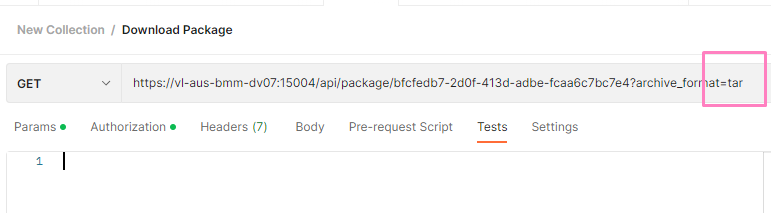 New Collection / Download Package
GET https://vl-aus-bmm-dv07:15004/api/package/bfcfedb7-2d0f-413d-adbe-fcaa6c7bc7e4?archive_format=tar
Params Authorization Headers (7) Body Pre-request Script Tests Settings
1